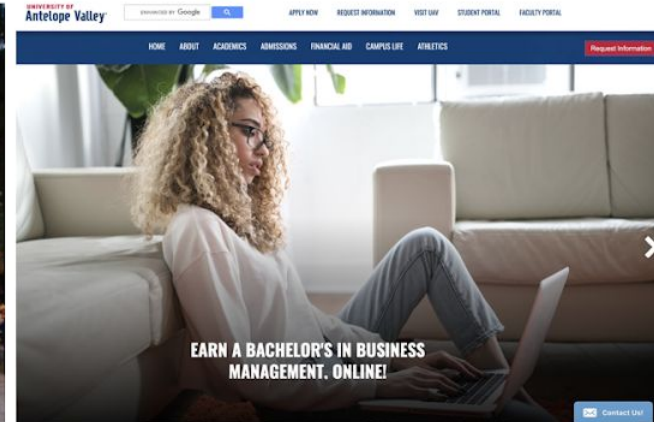 UNIVERSITY OF
Antelope Valley
ENHANCED BY Google
APPLY NOW
REQUEST INFORMATION
VISIT UAV
STUDENT PORTAL
FACULTY PORTAL
HOME
ABOUT
ACADEMICS
ADMISSIONS
FINANCIAL AID
CAMPUS LIFE
ATHLETICS
Request Information
EARN A BACHELOR'S IN BUSINESS
MANAGEMENT. ONLINE!
Contact Us!